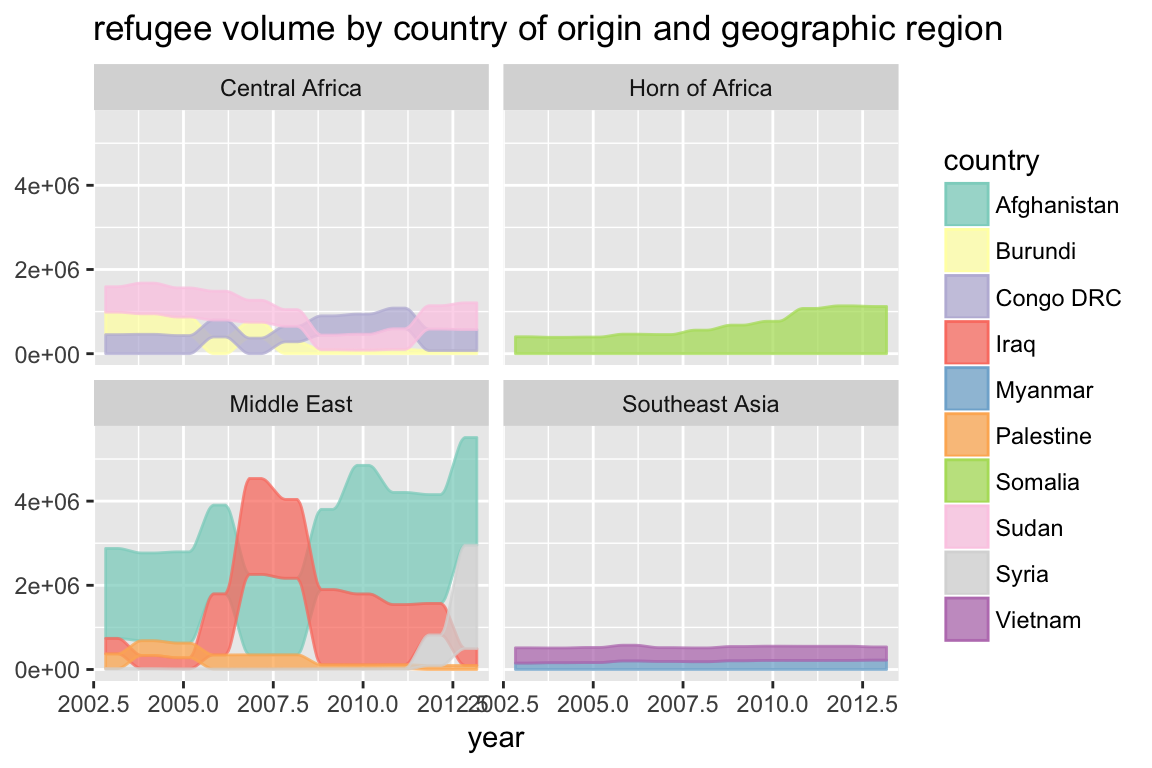 refugee volume by country of origin and geographic region
Central Africa
Horn of Africa
4e+06
2e+06
0e+00
Middle East
Southeast Asia
4e+06
2e+06
0e+00
2002.5 5.0 2007.5 2010.0 2012.5
2002.5 2005.0 2007.5 2010.0 2012.5
year
country
Afghanistan
Burundi
Congo DRC
Iraq
Myanmar
Palestine
Somalia
Sudan
Syria
Vietnam